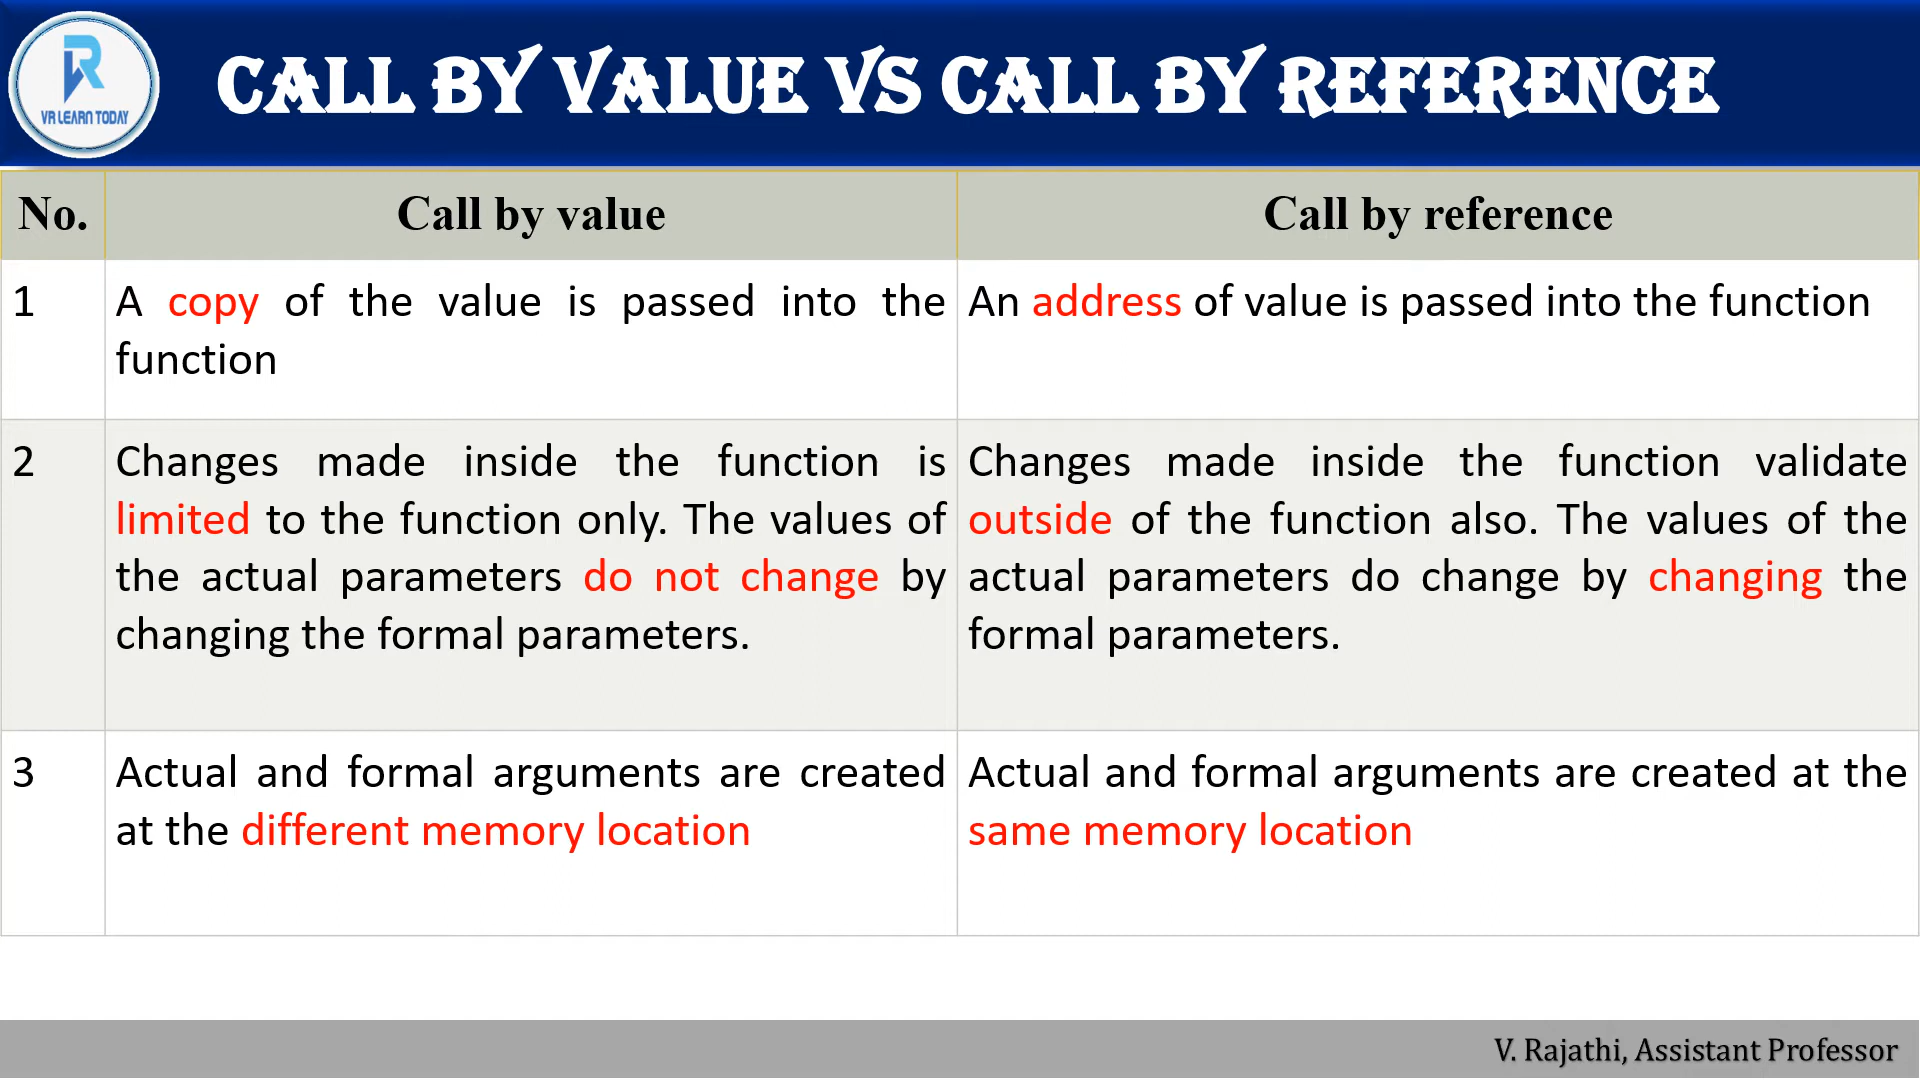 VR LEARN TODAY
CALL BY VALUE VS CALL BY REFERENCE
No.
Call by value
Call by reference
1
A copy of the value is passed into the
function
An address of value is passed into the function
2
Changes made inside the function is
limited to the function only. The values of
the actual parameters do not change by
changing the formal parameters.
Changes made inside the function validate
outside of the function also. The values of the
actual parameters do change by changing the
formal parameters.
3
Actual and formal arguments are created
at the different memory location
Actual and formal arguments are created at the
same memory location
V. Rajathi, Assistant Professor